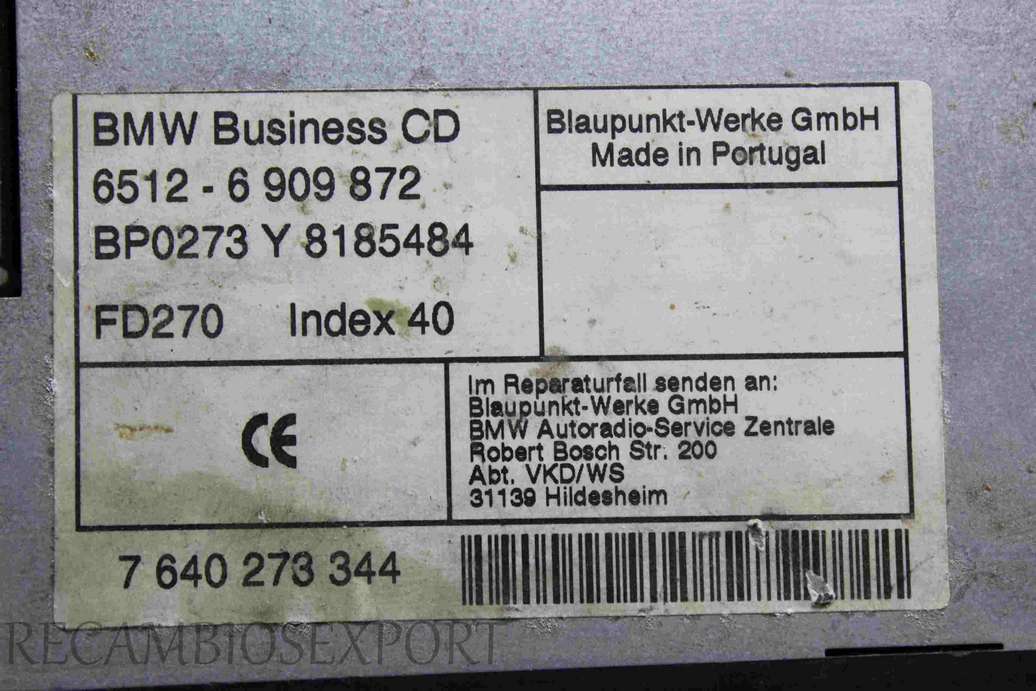 BMW Business CD
6512 - 6 909 872
BP0273 Y 8185484
FD270 Index 40
Blaupunkt-Werke GmbH
Made in Portugal
CE
Im Reparaturfall senden an:
Blaupunkt-Werke GmbH
BMW Autoradio-Service Zentrale
Robert Bosch Str. 200
Abt. VKD/WS
31139 Hildesheim
7 640 273 344
RECAMBIOSEXPORT